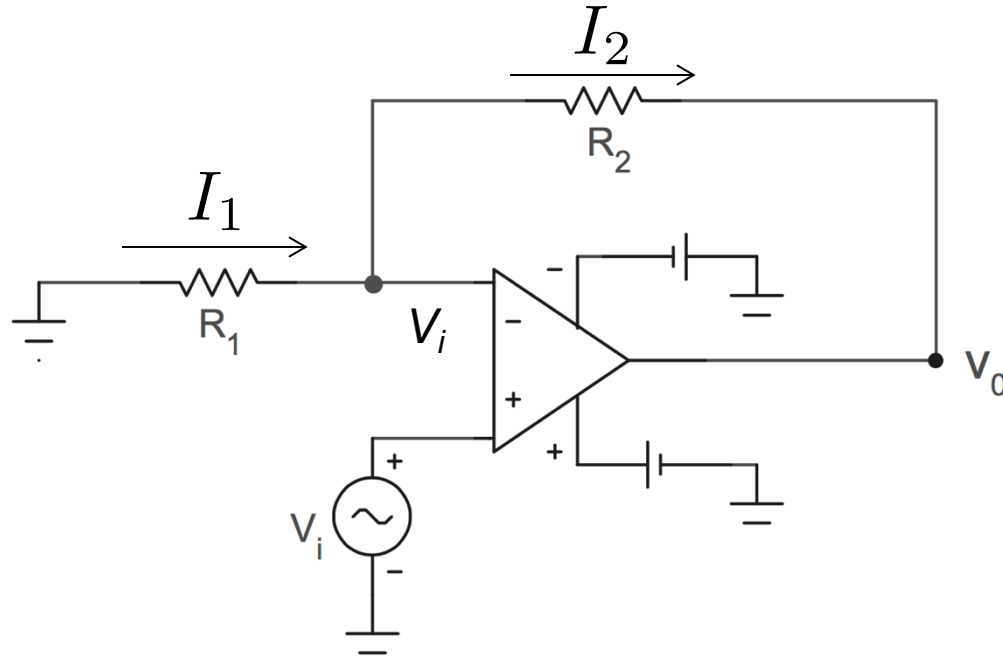 I₂
R₂
I₁
R₁
Vᵢ
−
−
+
+
V₀
+
Vᵢ
−